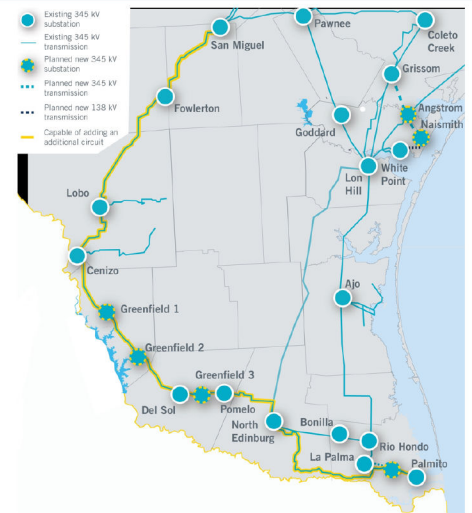 Existing 345 kV
substation
Existing 345 kV
transmission
Planned new 345 kV
substation
Planned new 345 kV
transmission
Planned new 138 kV
transmission
Capable of adding an
additional circuit
Pawnee
Coleto
Creek
San Miguel
Grissom
Fowlerton
Angstrom
Naismith
Goddard
Lon
Hill
White
Point
Lobo
Cenizo
Ajo
Greenfield 1
Greenfield 2
Greenfield 3
Del Sol
Pomelo
North
Edinburg
Bonilla
Rio Hondo
La Palma
Palmito